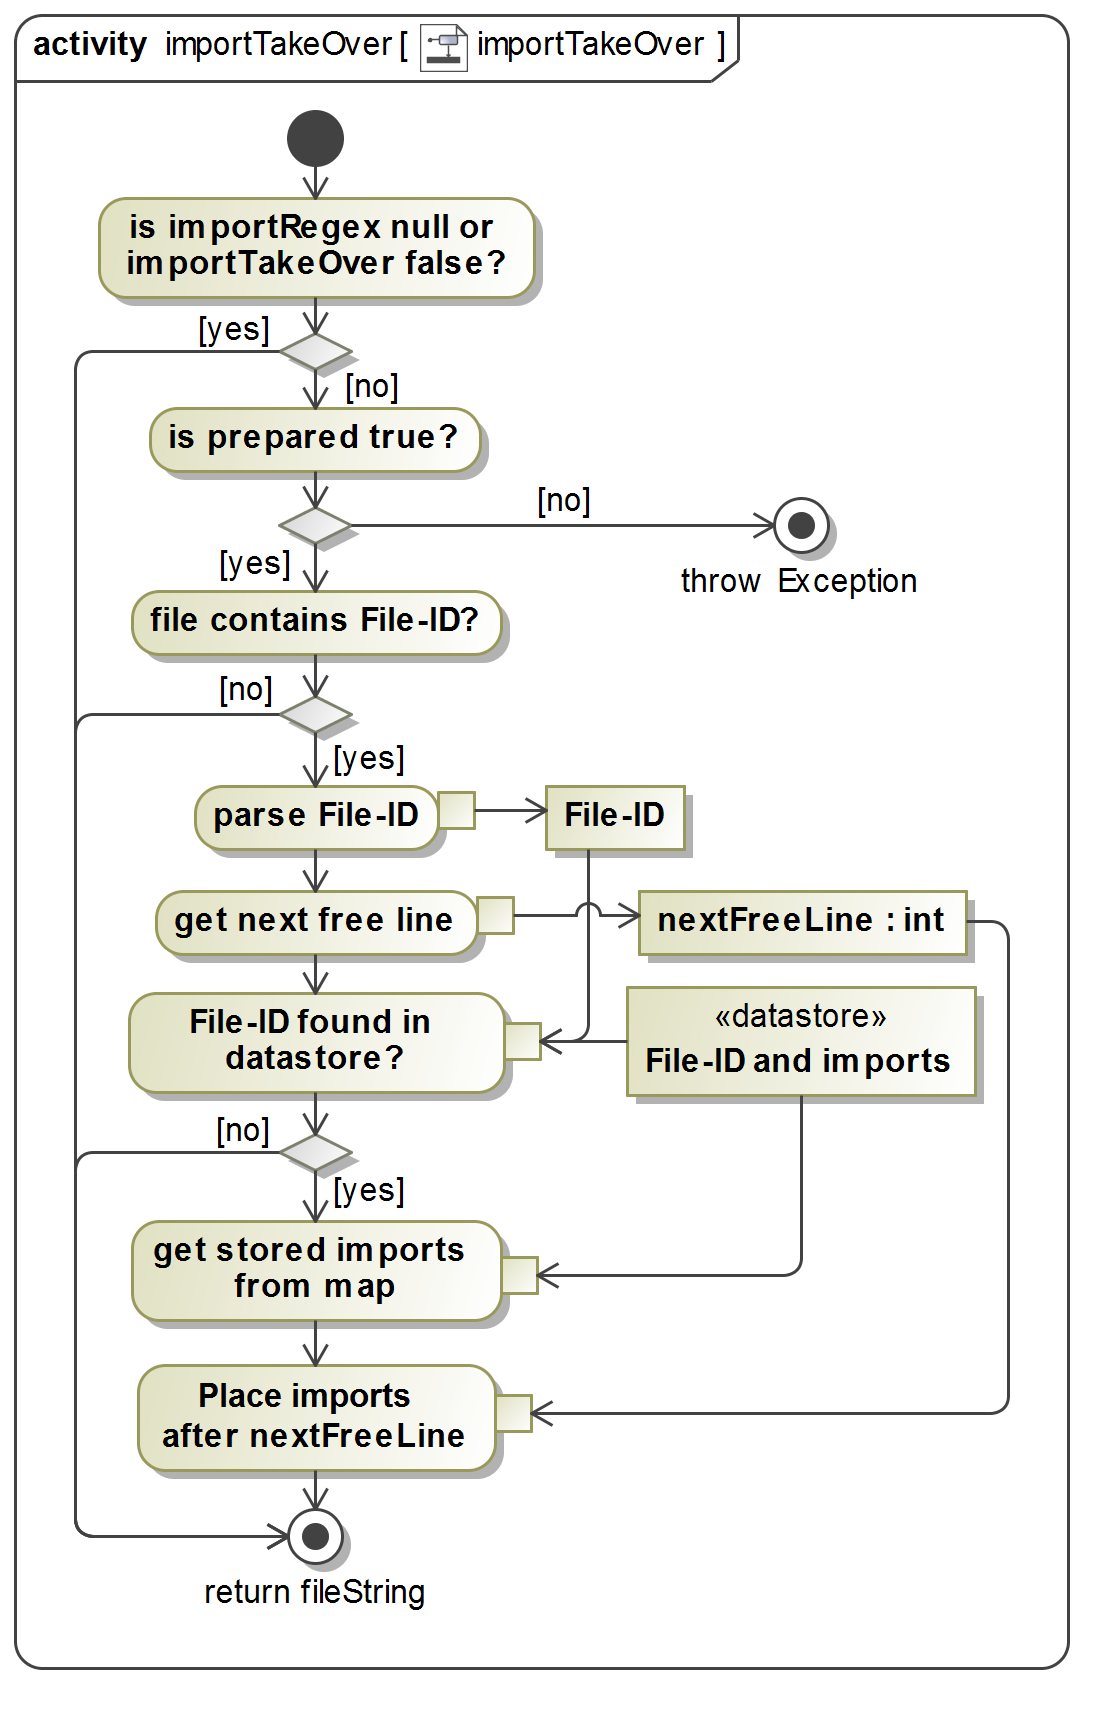 activity importTakeOver [ importTakeOver ]
is importRegex null or
importTakeOver false?
[yes]
[no]
is prepared true?
[no]
throw Exception
[yes]
file contains File-ID?
[no]
[yes]
parse File-ID
File-ID
get next free line
nextFreeLine : int
File-ID found in
datastore?
«datastore»
File-ID and imports
[no]
[yes]
get stored imports
from map
Place imports
after nextFreeLine
return fileString